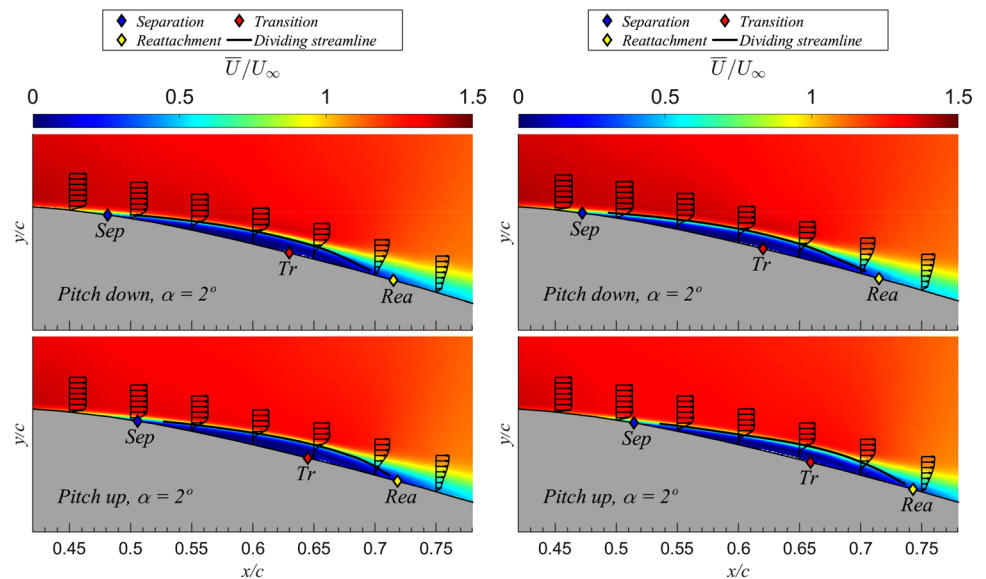 Separation Transition
Reattachment Dividing streamline
U̅/U∞
0 0.5 1 1.5
y/c
Sep
Tr
Rea
Pitch down, α = 2°
y/c
Sep
Tr
Rea
Pitch up, α = 2°
0.45 0.5 0.55 0.6 0.65 0.7 0.75
x/c
Separation Transition
Reattachment Dividing streamline
U̅/U∞
0 0.5 1 1.5
y/c
Sep
Tr
Rea
Pitch down, α = 2°
y/c
Sep
Tr
Rea
Pitch up, α = 2°
0.45 0.5 0.55 0.6 0.65 0.7 0.75
x/c